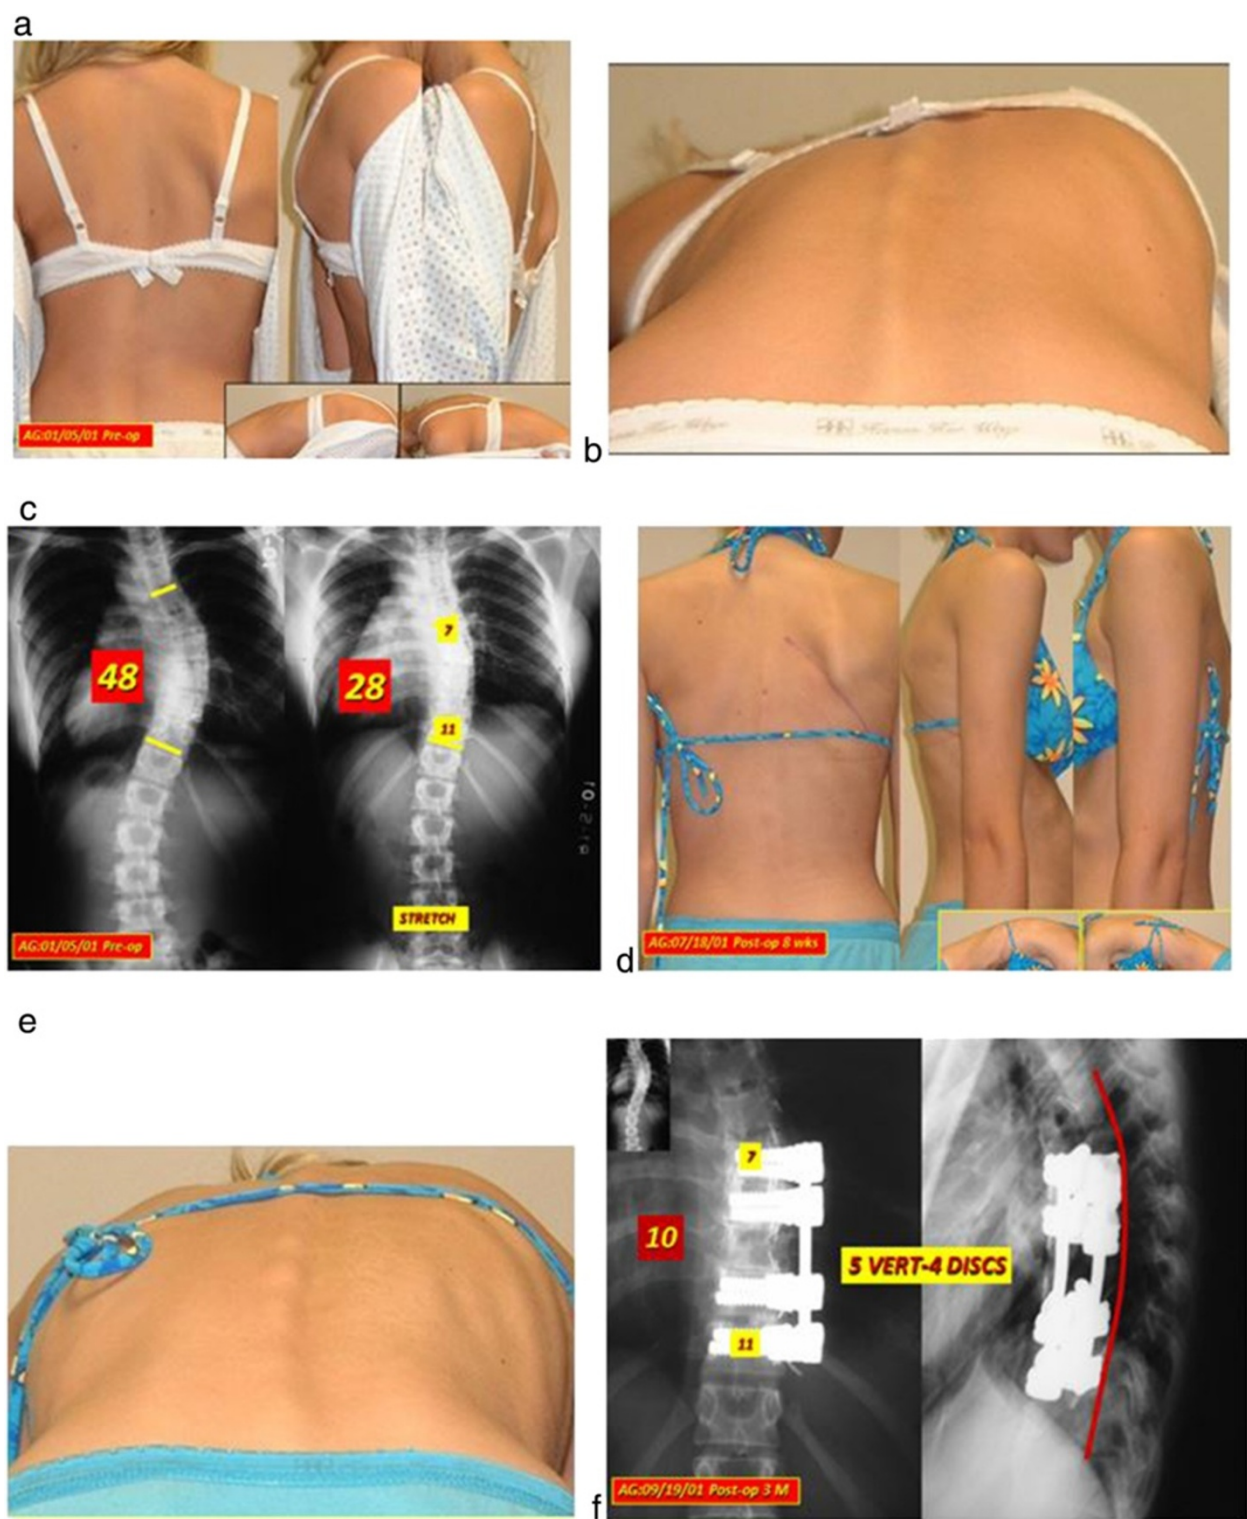 a
AG:01/05/01 Pre-op
b
c
48
28
7
11
STRETCH
AG:01/05/01 Pre-op
d
AG:07/18/01 Post-op 8 wks
e
f
7
10
5 VERT-4 DISCS
11
AG:09/19/01 Post-op 3 M